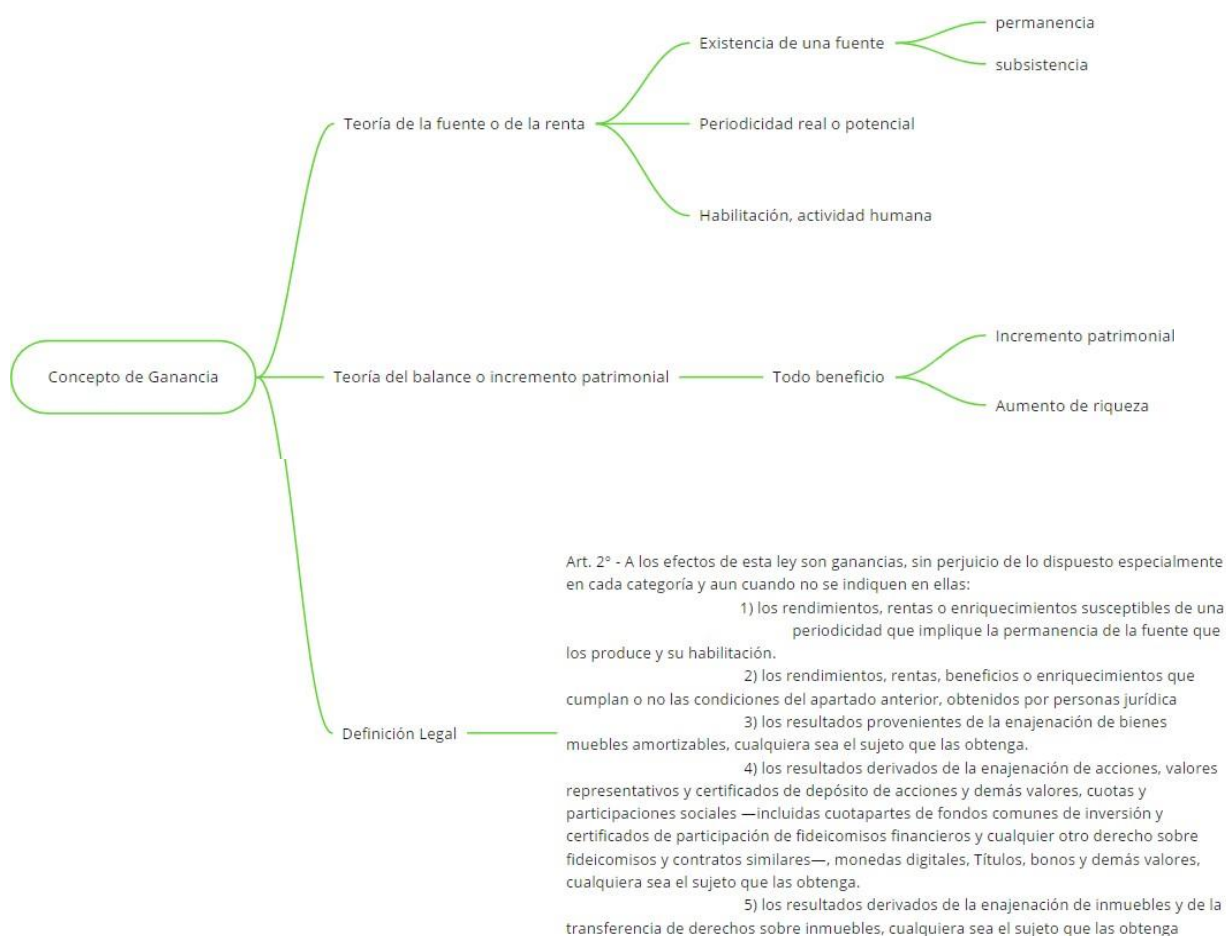 Concepto de Ganancia
Teoría de la fuente o de la renta
Existencia de una fuente
permanencia
subsistencia
Periodicidad real o potencial
Habilitación, actividad humana
Teoría del balance o incremento patrimonial
Todo beneficio
Incremento patrimonial
Aumento de riqueza
Definición Legal
Art. 2° - A los efectos de esta ley son ganancias, sin perjuicio de lo dispuesto especialmente
en cada categoría y aun cuando no se indiquen en ellas:
1) los rendimientos, rentas o enriquecimientos susceptibles de una
periodicidad que implique la permanencia de la fuente que
los produce y su habilitación.
2) los rendimientos, rentas, beneficios o enriquecimientos que
cumplan o no las condiciones del apartado anterior, obtenidos por personas jurídica
3) los resultados provenientes de la enajenación de bienes
muebles amortizables, cualquiera sea el sujeto que las obtenga.
4) los resultados derivados de la enajenación de acciones, valores
representativos y certificados de depósito de acciones y demás valores, cuotas y
participaciones sociales —incluidas cuotapartes de fondos comunes de inversión y
certificados de participación de fideicomisos financieros y cualquier otro derecho sobre
fideicomisos y contratos similares—, monedas digitales, Títulos, bonos y demás valores,
cualquiera sea el sujeto que las obtenga.
5) los resultados derivados de la enajenación de inmuebles y de la
transferencia de derechos sobre inmuebles, cualquiera sea el sujeto que las obtenga